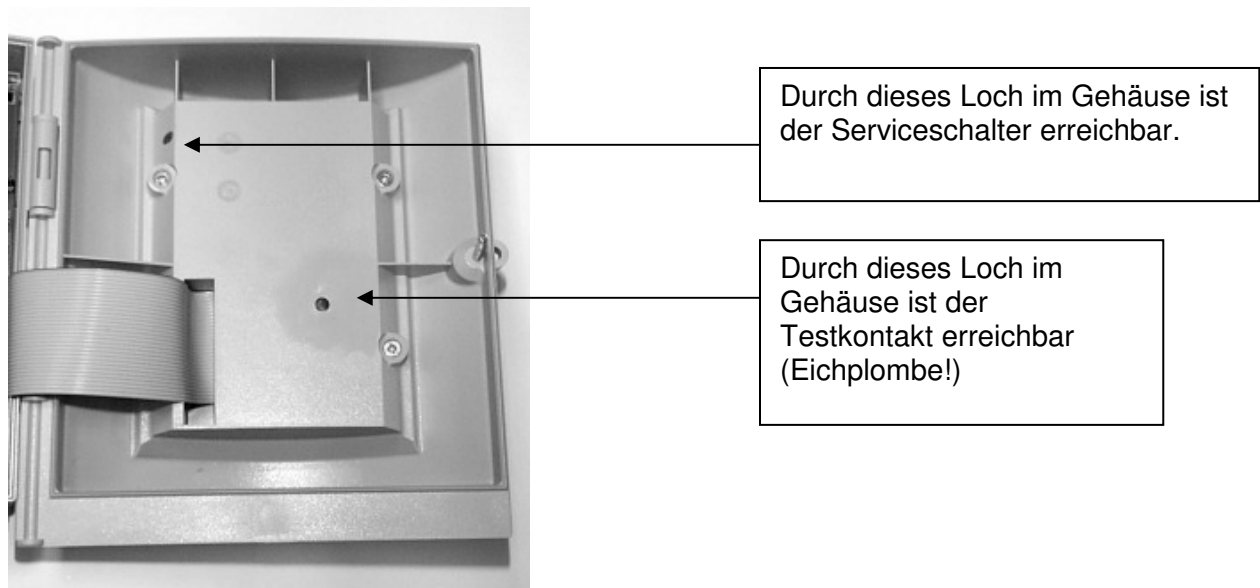 Durch dieses Loch im Gehäuse ist
der Serviceschalter erreichbar.
Durch dieses Loch im
Gehäuse ist der
Testkontakt erreichbar
(Eichplombe!)